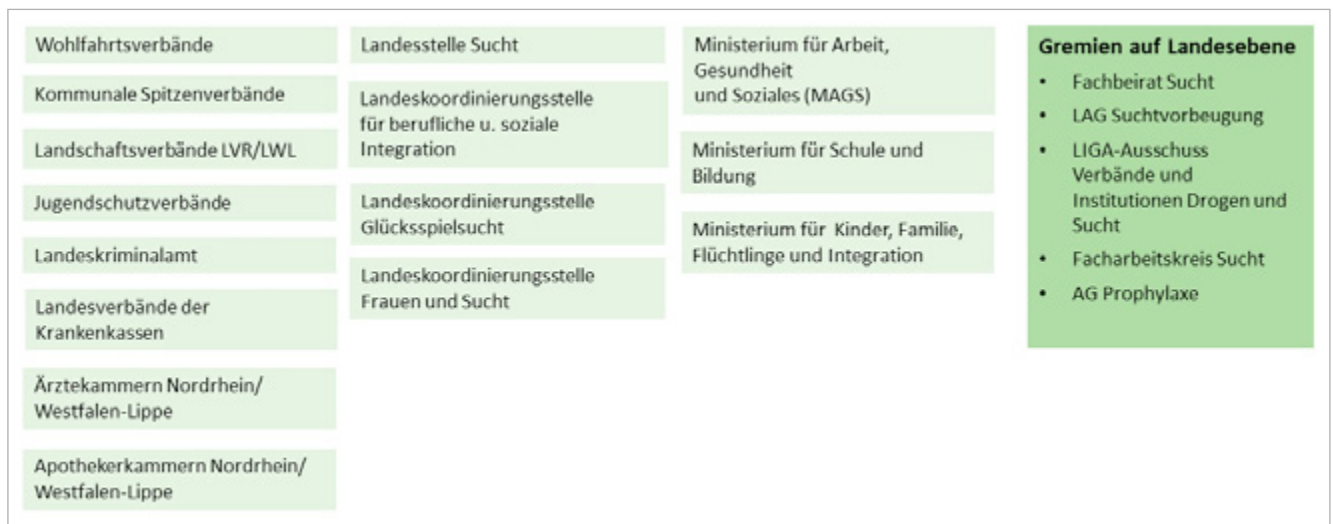 Wohlfahrtsverbände
Kommunale Spitzenverbände
Landschaftsverbände LVR/LWL
Jugendschutzverbände
Landeskriminalamt
Landesverbände der
Krankenkassen
Ärztekammern Nordrhein/
Westfalen-Lippe
Apothekerkammern Nordrhein/
Westfalen-Lippe
Landesstelle Sucht
Landeskoordinierungsstelle
für berufliche u. soziale
Integration
Landeskoordinierungsstelle
Glücksspielsucht
Landeskoordinierungsstelle
Frauen und Sucht
Ministerium für Arbeit,
Gesundheit
und Soziales (MAGS)
Ministerium für Schule und
Bildung
Ministerium für Kinder, Familie,
Flüchtlinge und Integration
Gremien auf Landesebene
• Fachbeirat Sucht
• LAG Suchtvorbeugung
• LIGA-Ausschuss
Verbände und
Institutionen Drogen und
Sucht
• Facharbeitskreis Sucht
• AG Prophylaxe